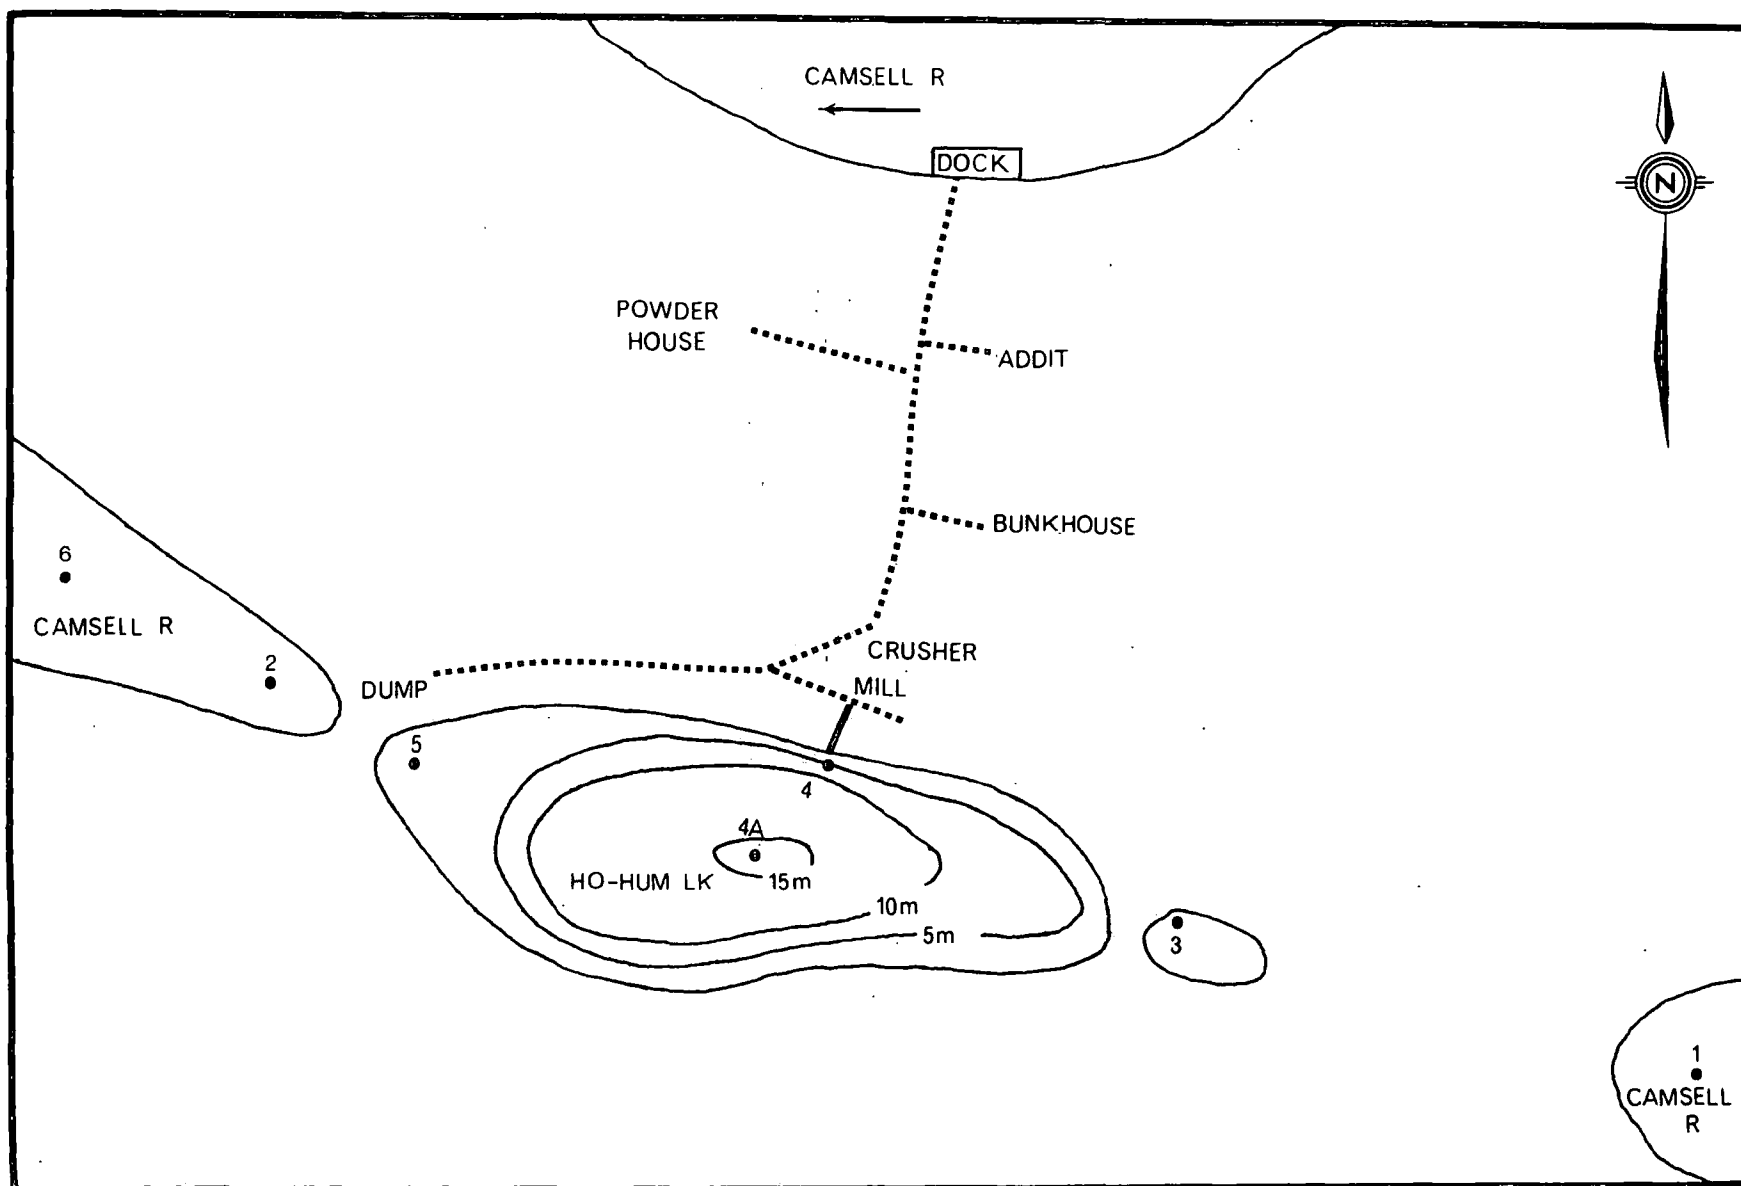 CAMSELL R
DOCK
N
POWDER
HOUSE
ADDIT
BUNKHOUSE
6
CAMSELL R
2
CRUSHER
DUMP
MILL
5
4
4A
HO-HUM LK
15m
10m
5m
3
1
CAMSELL
R